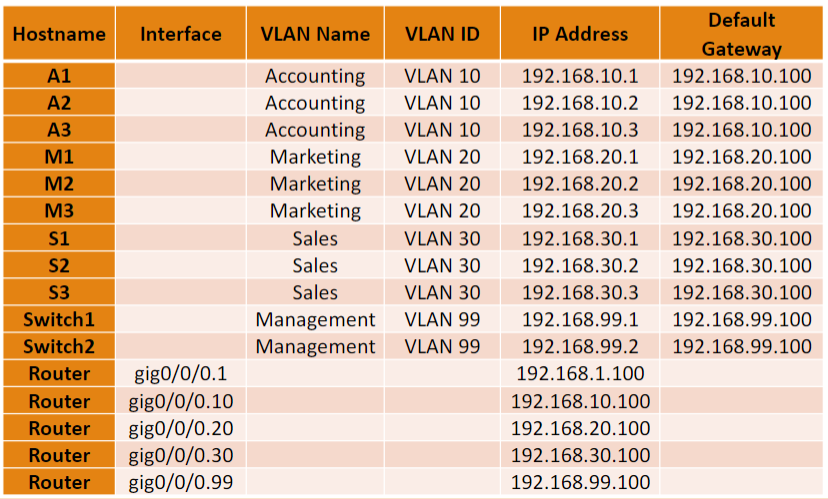 Hostname Interface VLAN Name VLAN ID IP Address Default Gateway
A1 Accounting VLAN 10 192.168.10.1 192.168.10.100
A2 Accounting VLAN 10 192.168.10.2 192.168.10.100
A3 Accounting VLAN 10 192.168.10.3 192.168.10.100
M1 Marketing VLAN 20 192.168.20.1 192.168.20.100
M2 Marketing VLAN 20 192.168.20.2 192.168.20.100
M3 Marketing VLAN 20 192.168.20.3 192.168.20.100
S1 Sales VLAN 30 192.168.30.1 192.168.30.100
S2 Sales VLAN 30 192.168.30.2 192.168.30.100
S3 Sales VLAN 30 192.168.30.3 192.168.30.100
Switch1 Management VLAN 99 192.168.99.1 192.168.99.100
Switch2 Management VLAN 99 192.168.99.2 192.168.99.100
Router gig0/0/0.1 192.168.1.100
Router gig0/0/0.10 192.168.10.100
Router gig0/0/0.20 192.168.20.100
Router gig0/0/0.30 192.168.30.100
Router gig0/0/0.99 192.168.99.100